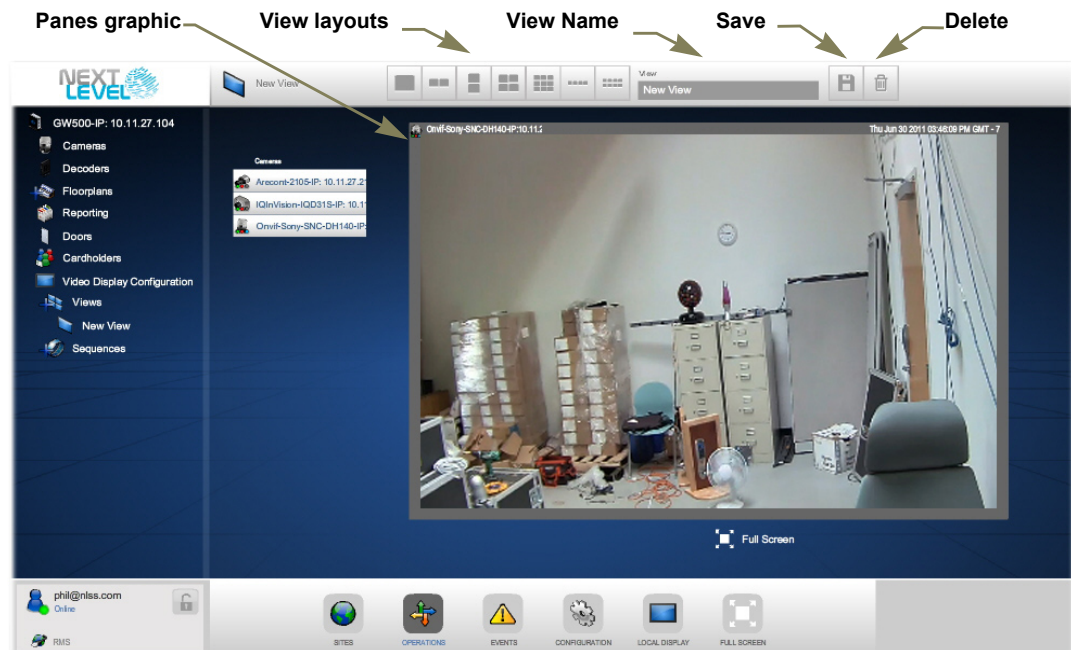 Panes graphic
View layouts
View Name
Save
Delete
NEXT
LEVEL
New View
View
New View
GW500-IP: 10.11.27.104
Cameras
Decoders
Floorplans
Reporting
Doors
Cardholders
Video Display Configuration
Views
New View
Sequences
Cameras
Arecont-2105-IP: 10.11.27.2
IQInVision-IQD31S-IP: 10.1
Onvif-Sony-SNC-DH140-IP:
Onvif-Sony-SNC-DH140-IP:10.11.2
Thu Jun 30 2011 03:46:09 PM GMT - 7
Full Screen
phil@nlss.com
Online
RMS
SITES
OPERATIONS
EVENTS
CONFIGURATION
LOCAL DISPLAY
FULL SCREEN